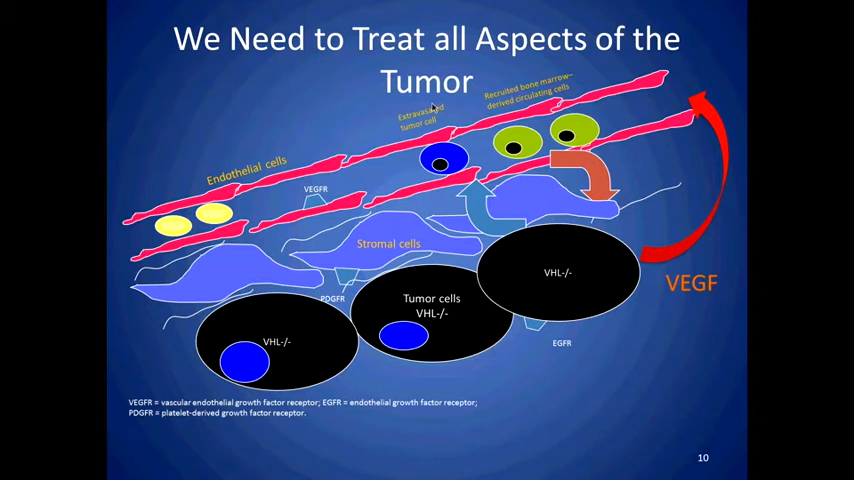 We Need to Treat all Aspects of the
Tumor
Recruited bone marrow–
derived circulating cells
Extravasated
tumor cell
Endothelial cells
VEGFR
Stromal cells
VHL-/-
VEGF
PDGFR
Tumor cells
VHL-/-
VHL-/-
EGFR
VEGFR = vascular endothelial growth factor receptor; EGFR = endothelial growth factor receptor;
PDGFR = platelet-derived growth factor receptor.
10